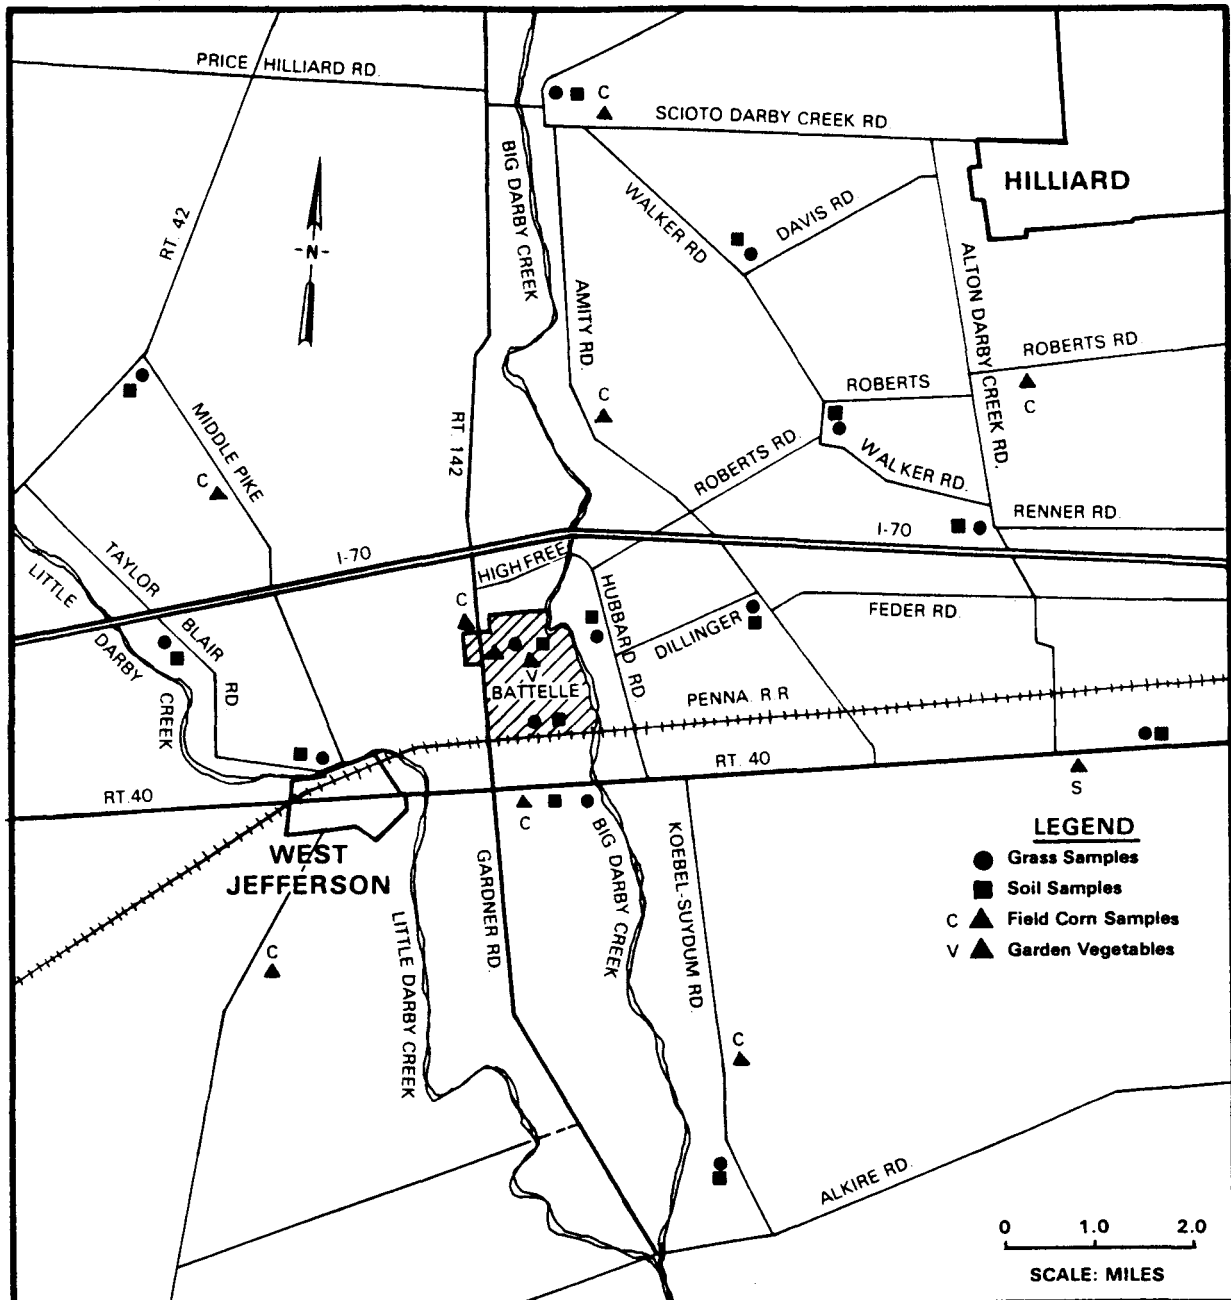 PRICE HILLIARD RD.
C
SCIOTO DARBY CREEK RD.
HILLIARD
BIG DARBY CREEK
WALKER RD
DAVIS RD.
RT. 42
-N-
AMITY RD.
ALTON DARBY CREEK RD.
ROBERTS RD.
C
ROBERTS
C
MIDDLE PIKE
RT. 142
C
ROBERTS RD.
WALKER RD.
RENNER RD.
I-70
I-70
TAYLOR BLAIR RD
HIGH FREE
LITTLE DARBY CREEK
C
HUBBARD RD.
DILLINGER
FEDER RD.
V
BATTELLE
PENNA. R R
RT. 40
RT.40
S
C
WEST
JEFFERSON
GARDNER RD.
BIG DARBY CREEK
KOEBEL-SUYDUM RD.
LITTLE DARBY CREEK
C
C
ALKIRE RD.
LEGEND
Grass Samples
Soil Samples
C Field Corn Samples
V Garden Vegetables
0 1.0 2.0
SCALE: MILES